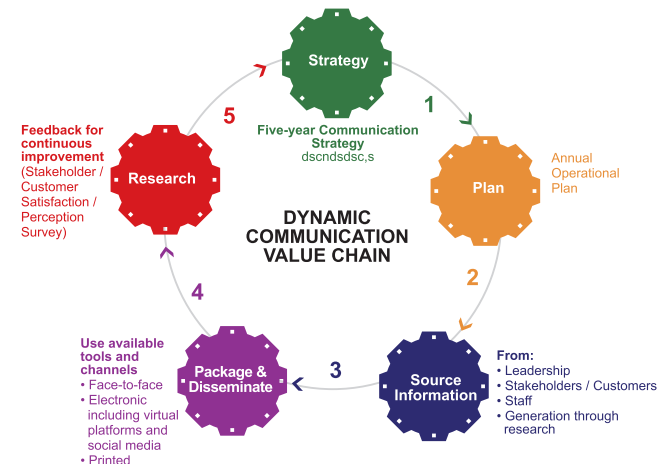 Strategy
1
Five-year Communication
Strategy
dscndsdsc,s
Plan
Annual
Operational
Plan
2
Source
Information
From:
• Leadership
• Stakeholders / Customers
• Staff
• Generation through
research
3
Package &
Disseminate
Use available
tools and
channels
• Face-to-face
• Electronic
including virtual
platforms and
social media
• Printed
4
Research
Feedback for
continuous
improvement
(Stakeholder /
Customer
Satisfaction /
Perception
Survey)
5
DYNAMIC
COMMUNICATION
VALUE CHAIN